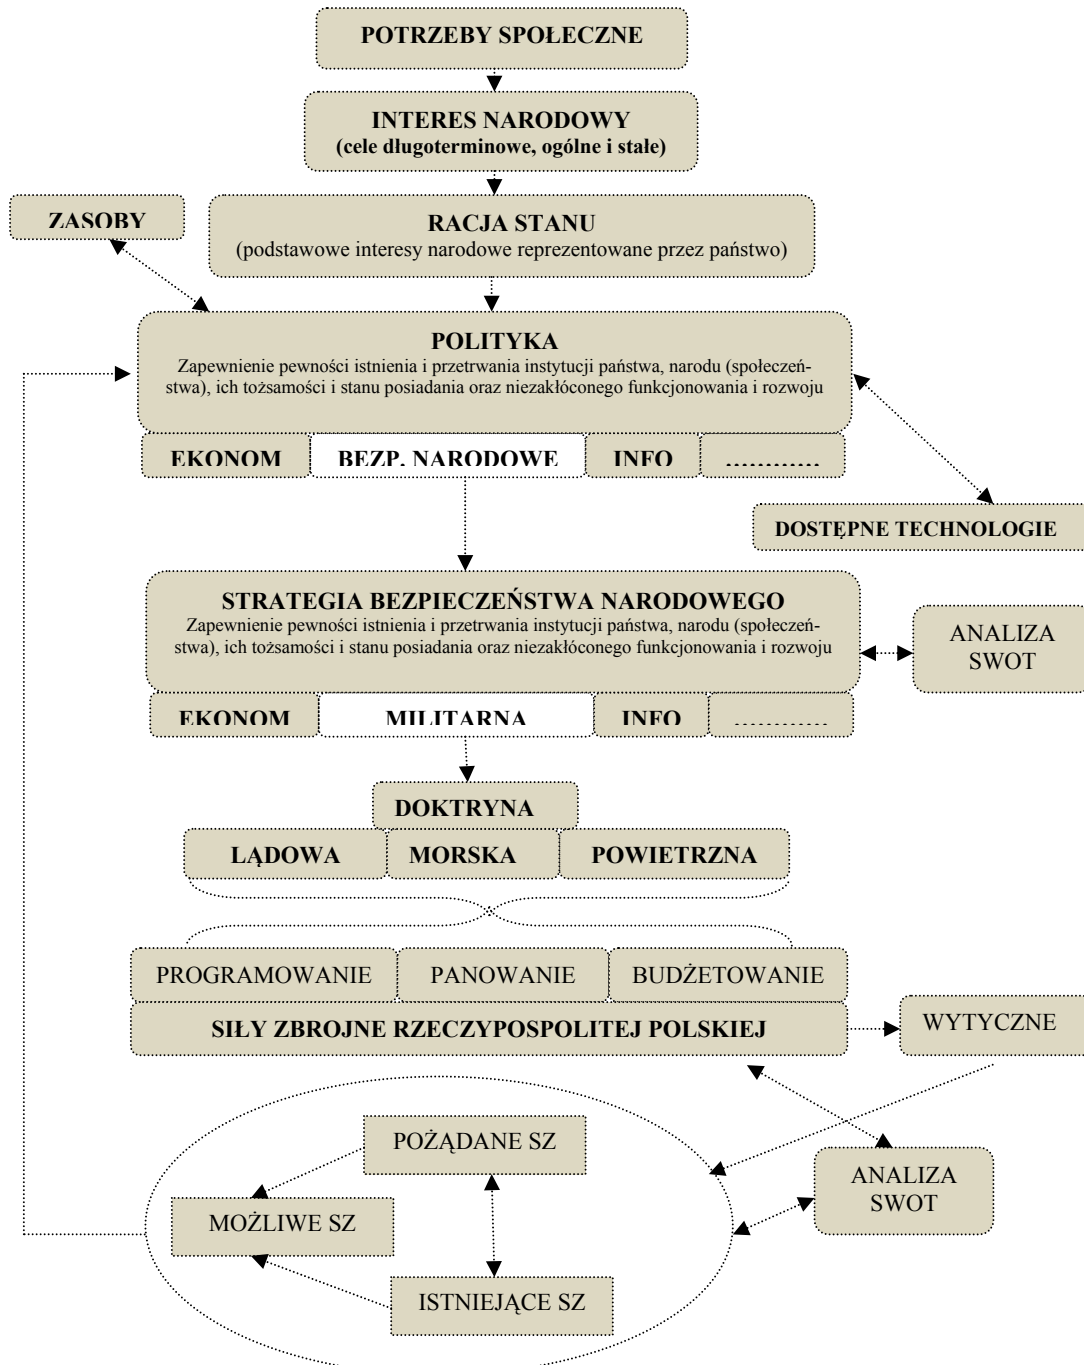 POTRZEBY SPOŁECZNE
INTERES NARODOWY
(cele długoterminowe, ogólne i stałe)
ZASOBY
RACJA STANU
(podstawowe interesy narodowe reprezentowane przez państwo)
POLITYKA
Zapewnienie pewności istnienia i przetrwania instytucji państwa, narodu (społeczeń-
stwa), ich tożsamości i stanu posiadania oraz niezakłóconego funkcjonowania i rozwoju
EKONOM
BEZP. NARODOWE
INFO
............
DOSTĘPNE TECHNOLOGIE
STRATEGIA BEZPIECZEŃSTWA NARODOWEGO
Zapewnienie pewności istnienia i przetrwania instytucji państwa, narodu (społeczeń-
stwa), ich tożsamości i stanu posiadania oraz niezakłóconego funkcjonowania i rozwoju
ANALIZA
SWOT
EKONOM
MILITARNA
INFO
............
DOKTRYNA
LĄDOWA
MORSKA
POWIETRZNA
PROGRAMOWANIE
PANOWANIE
BUDŻETOWANIE
SIŁY ZBROJNE RZECZYPOSPOLITEJ POLSKIEJ
WYTYCZNE
POŻĄDANE SZ
ANALIZA
SWOT
MOŻLIWE SZ
ISTNIEJĄCE SZ